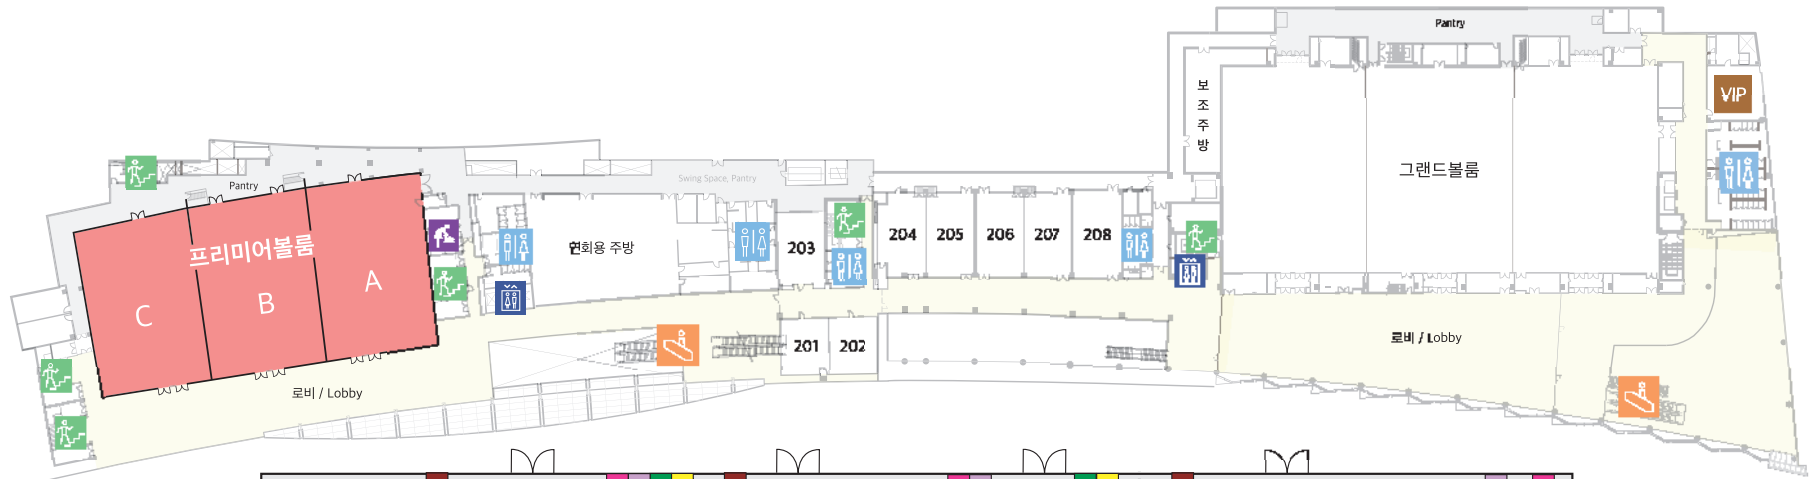 Pantry
VIP
보
조
주
방
그랜드볼룸
Pantry
Swing Space, Pantry
프리미어볼룸
연회용 주방
203
204
205
206
207
208
A
B
C
201
202
로비 / Lobby
로비 / Lobby